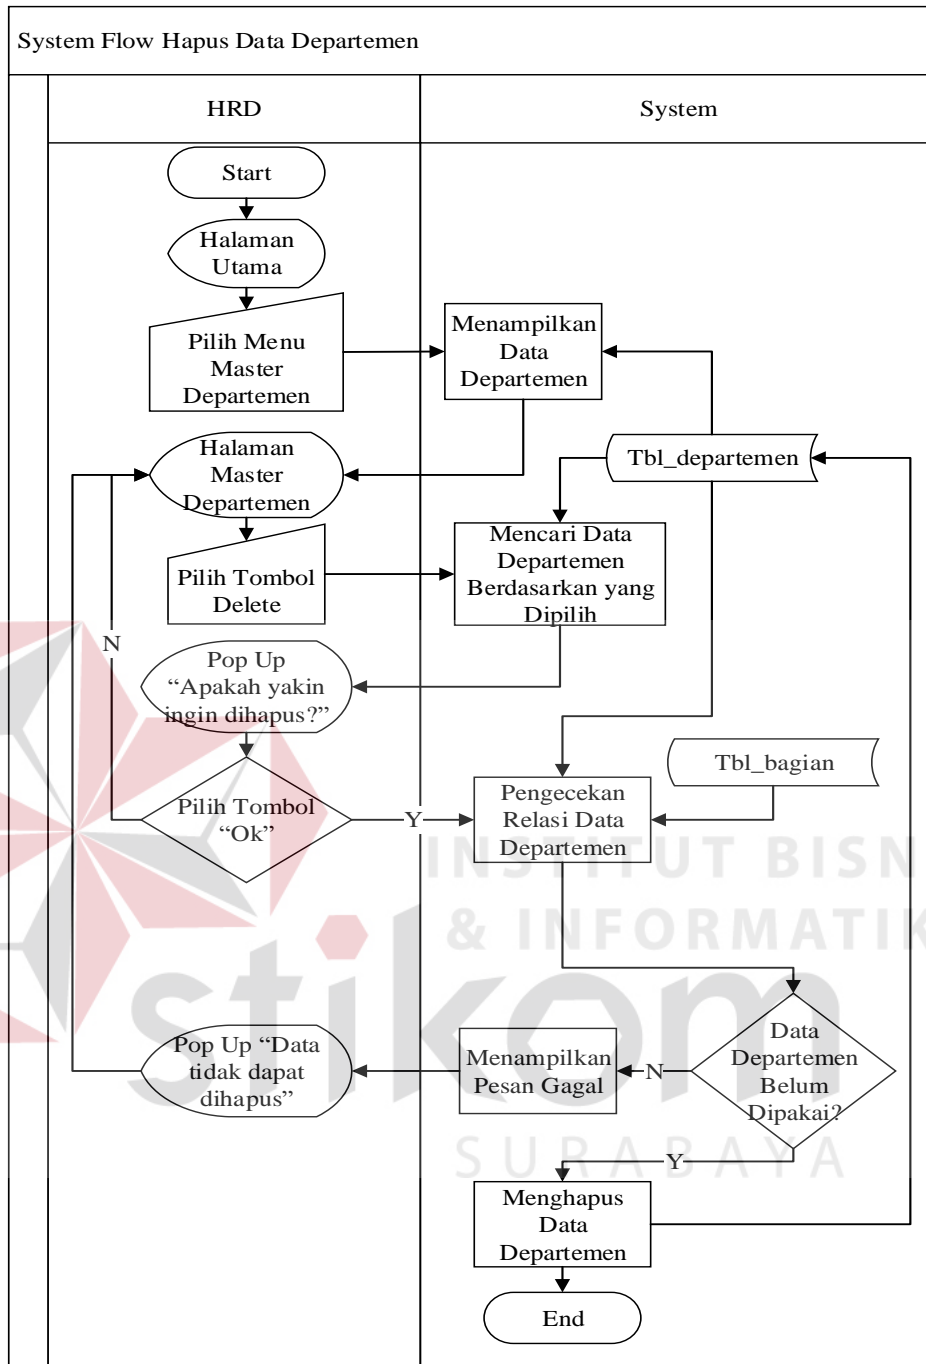 System Flow Hapus Data Departemen
HRD
System
Start
Halaman
Utama
Pilih Menu
Master
Departemen
Menampilkan
Data
Departemen
Halaman
Master
Departemen
Tbl_departemen
Pilih Tombol
Delete
Mencari Data
Departemen
Berdasarkan yang
Dipilih
N
Pop Up
“Apakah yakin
ingin dihapus?”
Tbl_bagian
Pilih Tombol
“Ok”
Y
Pengecekan
Relasi Data
Departemen
INSTITUT BISN
& INFORMATIK
stikom
SURABAYA
Data
Departemen
Belum
Dipakai?
N
Menampilkan
Pesan Gagal
Pop Up “Data
tidak dapat
dihapus”
Y
Menghapus
Data
Departemen
End